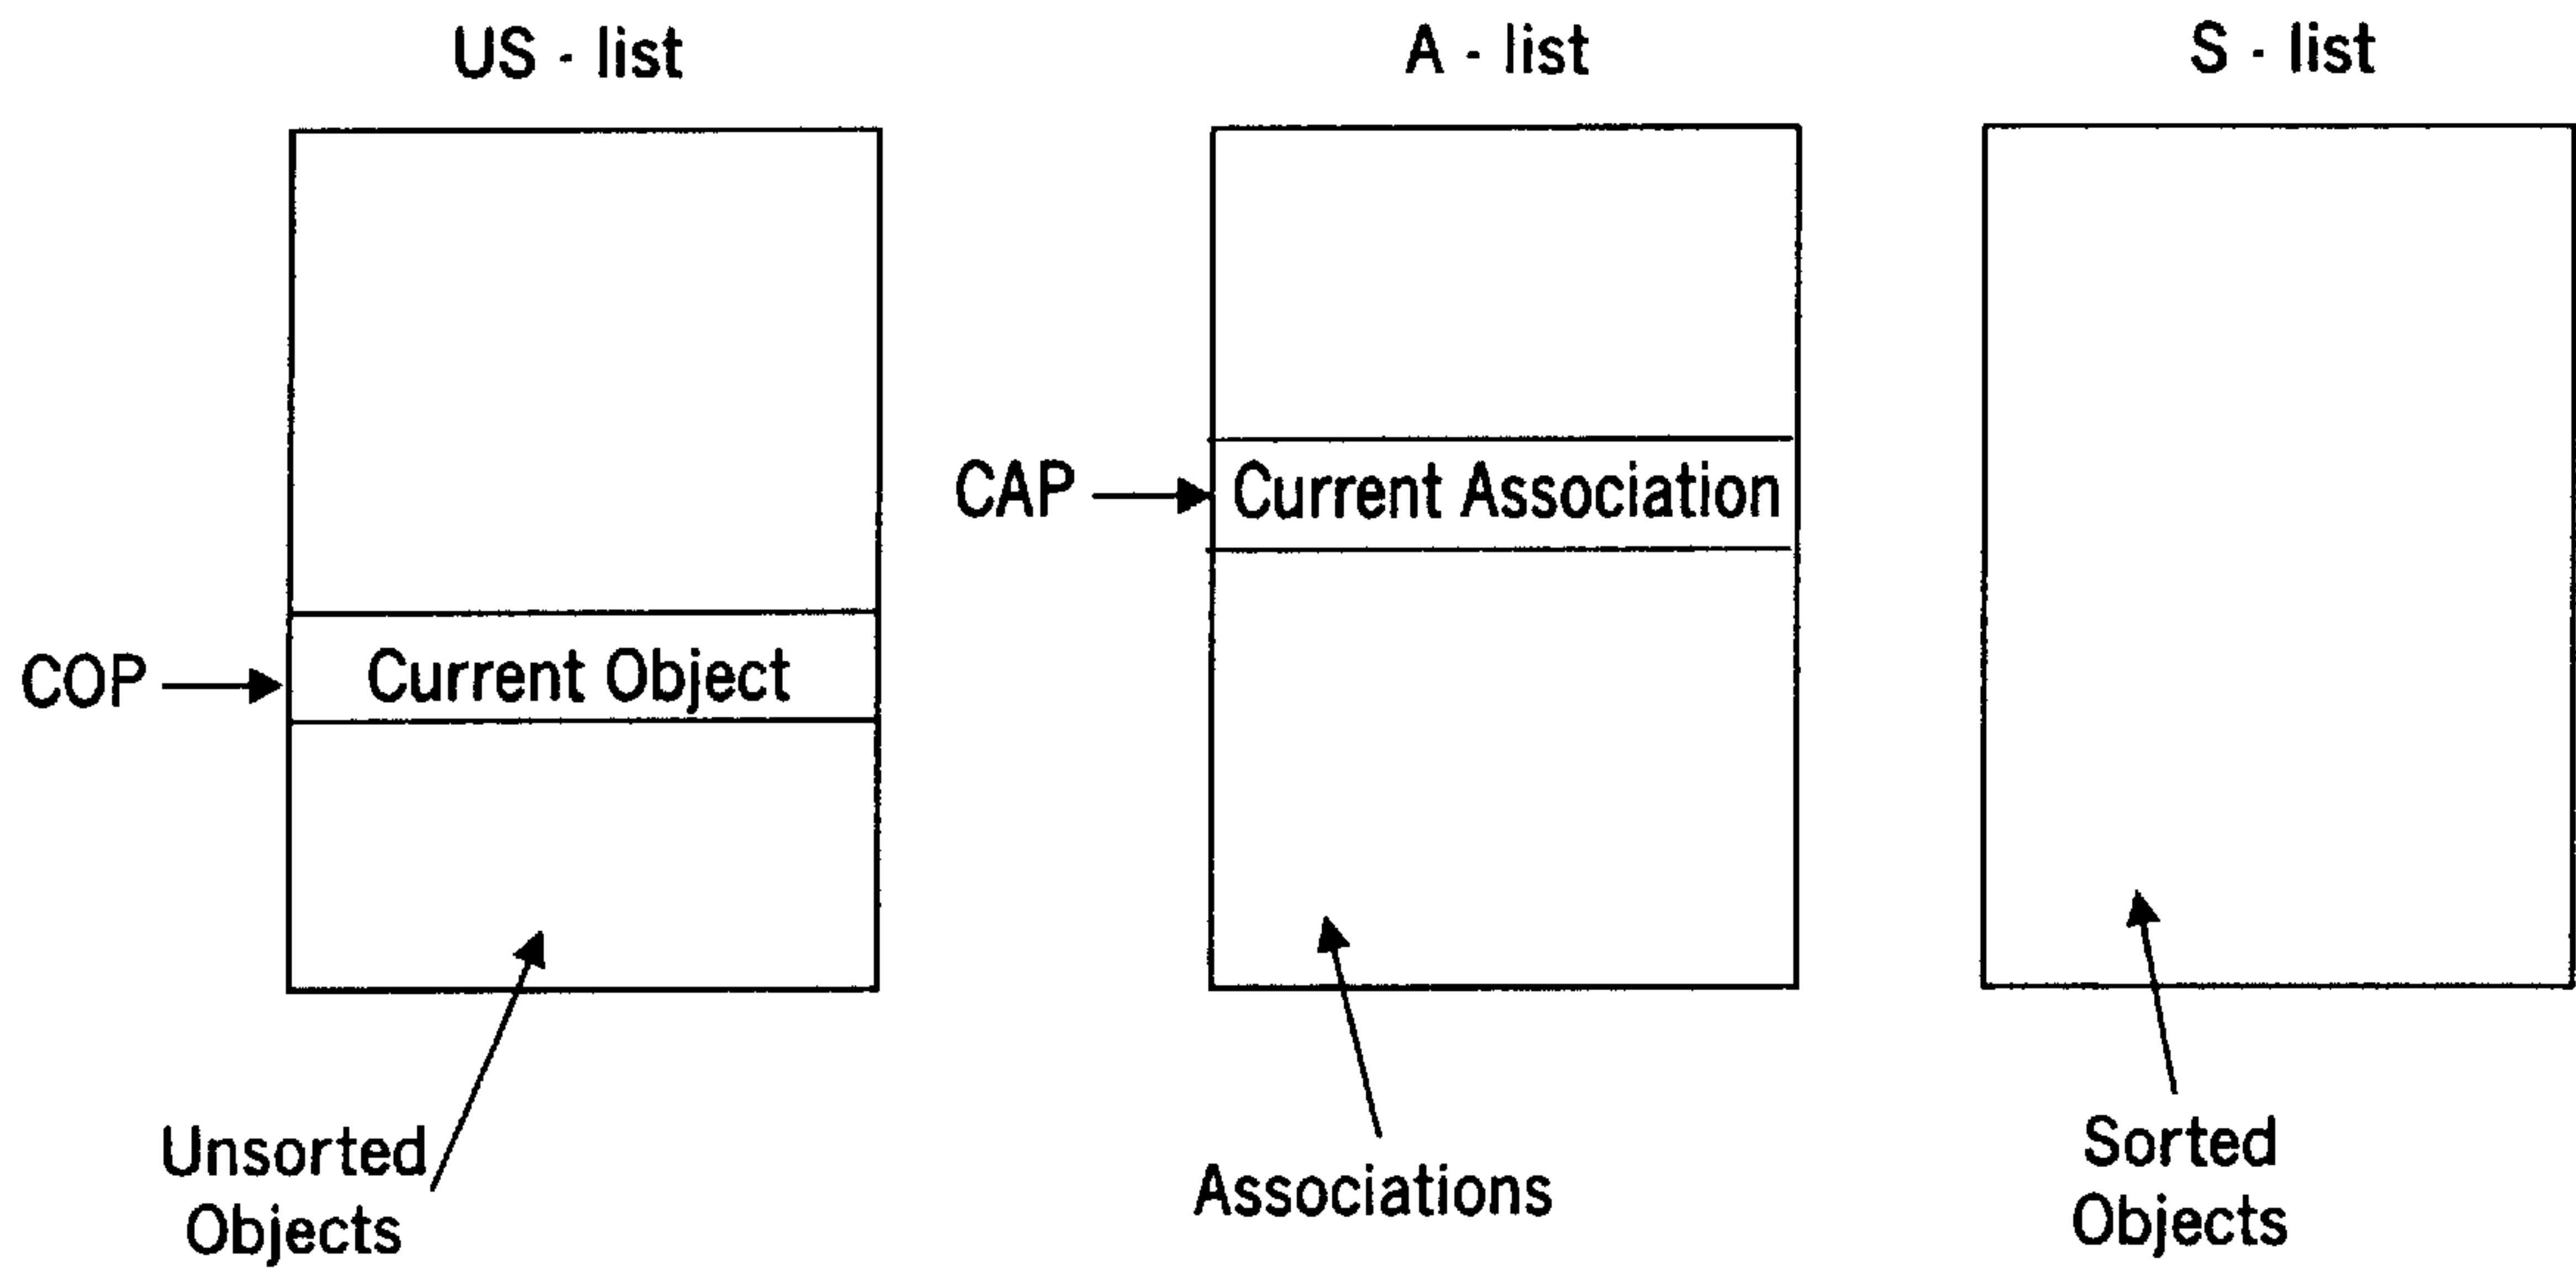 US - list
A - list
S - list
CAP
Current Association
COP
Current Object
Unsorted
Objects
Associations
Sorted
Objects